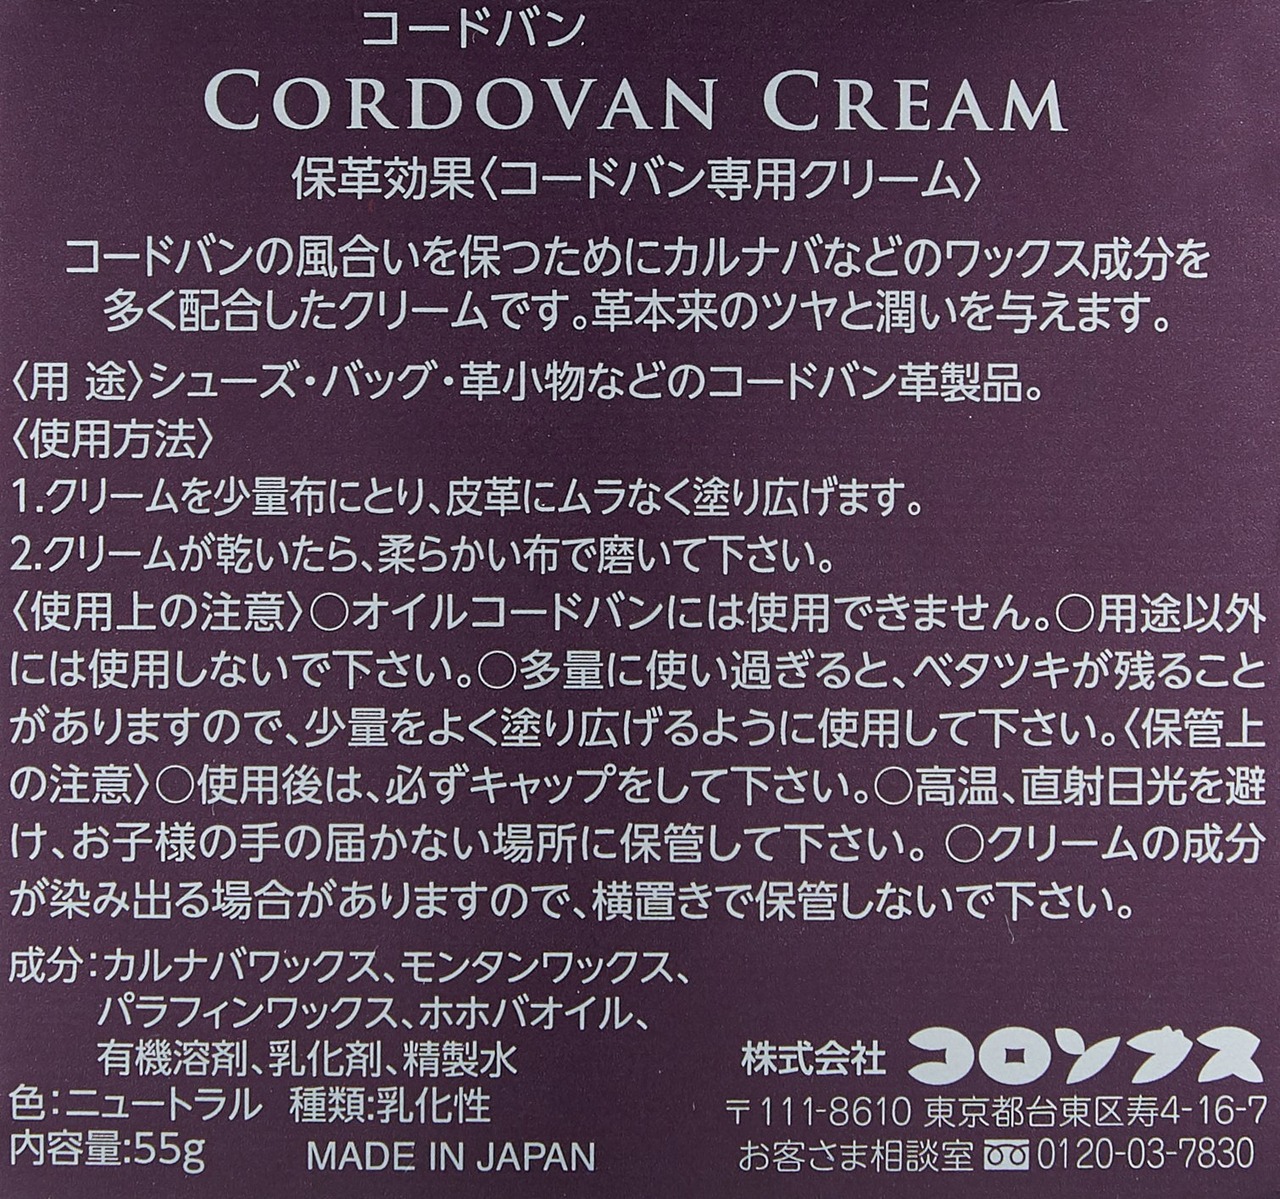 コードバン
CORDOVAN CREAM
保革効果〈コードバン専用クリーム〉
コードバンの風合いを保つためにカルナバなどのワックス成分を
多く配合したクリームです。革本来のツヤと潤いを与えます。
〈用 途〉シューズ・バッグ・革小物などのコードバン革製品。
〈使用方法〉
1.クリームを少量布にとり、皮革にムラなく塗り広げます。
2.クリームが乾いたら、柔らかい布で磨いて下さい。
〈使用上の注意〉○オイルコードバンには使用できません。○用途以外
には使用しないで下さい。○多量に使い過ぎると、ベタツキが残ること
がありますので、少量をよく塗り広げるように使用して下さい。〈保管上
の注意〉○使用後は、必ずキャップをして下さい。○高温、直射日光を避
け、お子様の手の届かない場所に保管して下さい。 ○クリームの成分
が染み出る場合がありますので、横置きで保管しないで下さい。
成分:カルナバワックス、モンタンワックス、
パラフィンワックス、ホホバオイル、
有機溶剤、乳化剤、精製水
色:ニュートラル 種類:乳化性
内容量:55g MADE IN JAPAN
株式会社 コロンブス
〒111-8610 東京都台東区寿4-16-7
お客さま相談室 0120-03-7830